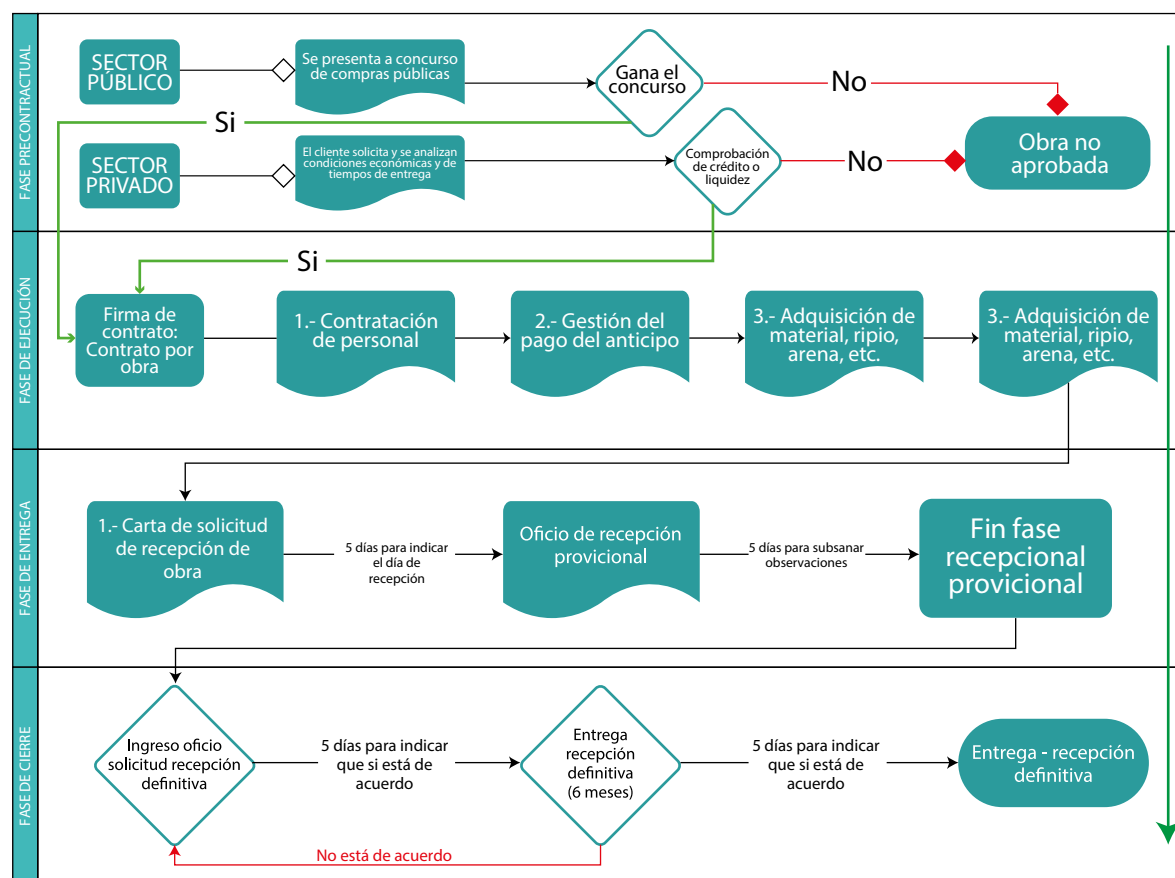 FASE PRECONTRACTUAL
SECTOR
PÚBLICO
Se presenta a concurso
de compras públicas
Gana el
concurso
No
Si
SECTOR
PRIVADO
El cliente solicita y se analizan
condiciones económicas y de
tiempos de entrega
Comprobación
de crédito o
liquidez
No
Obra no
aprobada
FASE DE EJECUCIÓN
Si
Firma de
contrato:
Contrato por
obra
1.- Contratación
de personal
2.- Gestión del
pago del anticipo
3.- Adquisición de
material, ripio,
arena, etc.
3.- Adquisición de
material, ripio,
arena, etc.
FASE DE ENTREGA
1.- Carta de solicitud
de recepción de
obra
5 días para indicar
el día de
recepción
Oficio de recepción
provicional
5 días para subsanar
observaciones
Fin fase
recepcional
provicional
FASE DE CIERRE
Ingreso oficio
solicitud recepción
definitiva
5 días para indicar
que si está de
acuerdo
Entrega
recepción
definitiva
(6 meses)
5 días para indicar
que si está de
acuerdo
Entrega - recepción
definitiva
No está de acuerdo